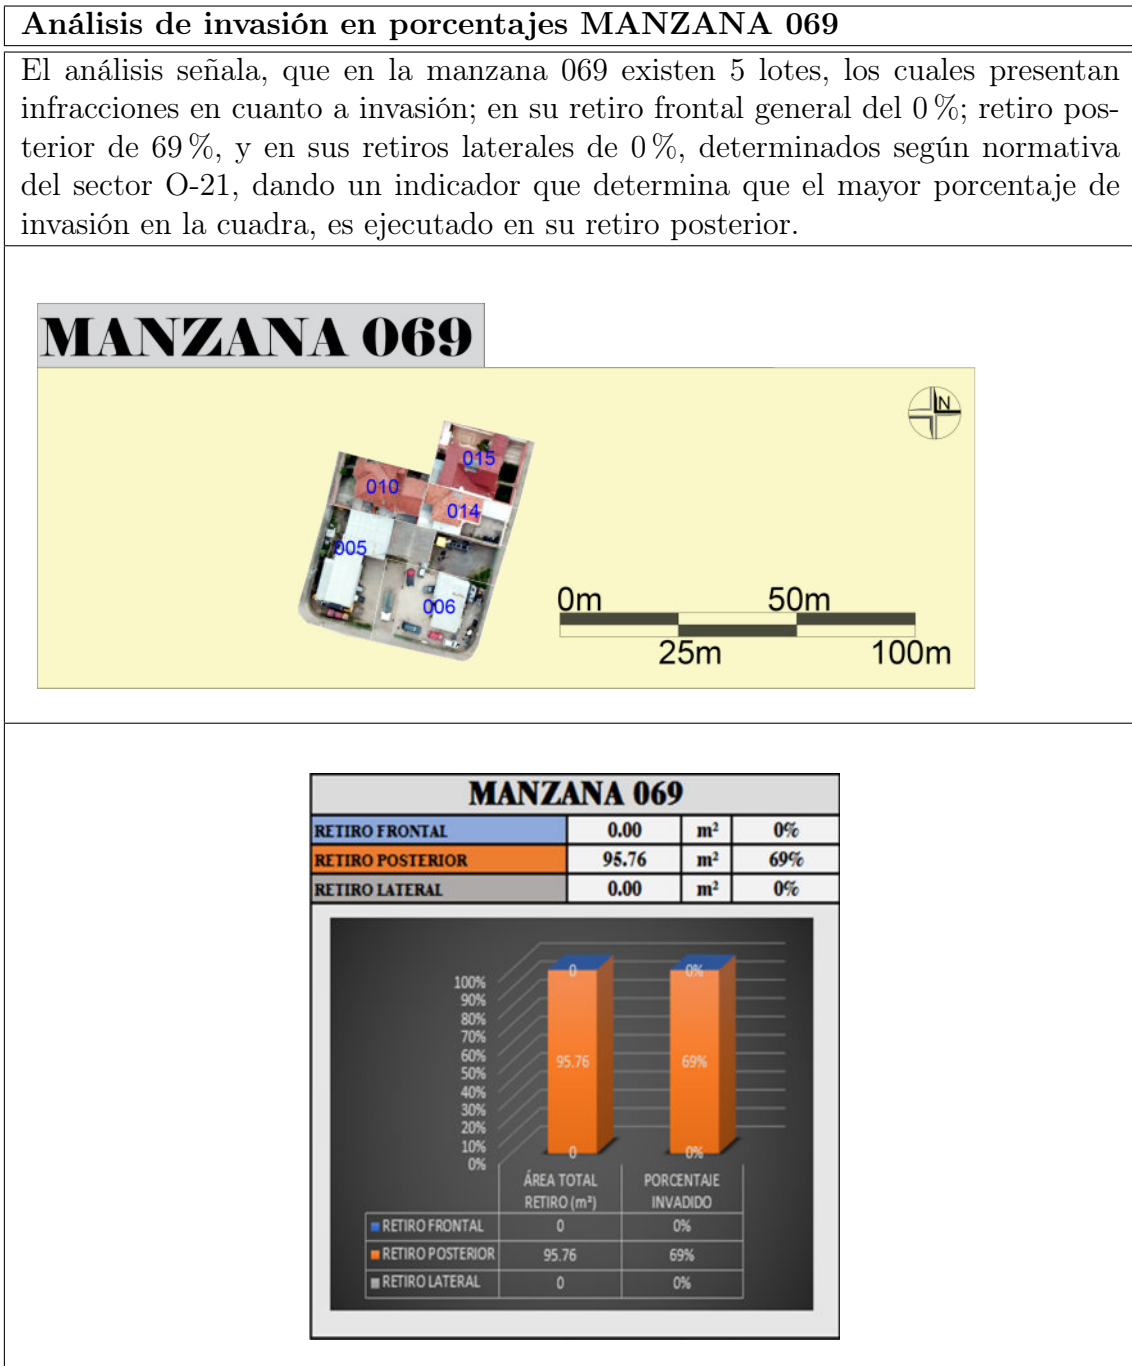 Análisis de invasión en porcentajes MANZANA 069
El análisis señala, que en la manzana 069 existen 5 lotes, los cuales presentan
infracciones en cuanto a invasión; en su retiro frontal general del 0 %; retiro pos-
terior de 69 %, y en sus retiros laterales de 0 %, determinados según normativa
del sector O-21, dando un indicador que determina que el mayor porcentaje de
invasión en la cuadra, es ejecutado en su retiro posterior.
MANZANA 069
N
015
010
014
005
006
0m 50m
25m 100m
MANZANA 069
RETIRO FRONTAL 0.00 m² 0%
RETIRO POSTERIOR 95.76 m² 69%
RETIRO LATERAL 0.00 m² 0%
0 0%
100%
90%
80%
70%
60%
50%
40%
30%
20%
10%
0%
95.76 69%
0 0%
ÁREA TOTAL RETIRO (m²)
PORCENTAJE INVADIDO
RETIRO FRONTAL 0 0%
RETIRO POSTERIOR 95.76 69%
RETIRO LATERAL 0 0%